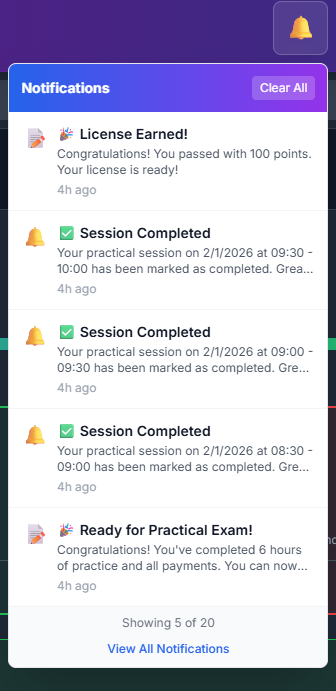 Notifications
Clear All
License Earned!
Congratulations! You passed with 100 points.
Your license is ready!
4h ago
Session Completed
Your practical session on 2/1/2026 at 09:30 -
10:00 has been marked as completed. Grea...
4h ago
Session Completed
Your practical session on 2/1/2026 at 09:00 -
09:30 has been marked as completed. Gre...
4h ago
Session Completed
Your practical session on 2/1/2026 at 08:30 -
09:00 has been marked as completed. Gre...
4h ago
Ready for Practical Exam!
Congratulations! You've completed 6 hours
of practice and all payments. You can now...
4h ago
Showing 5 of 20
View All Notifications